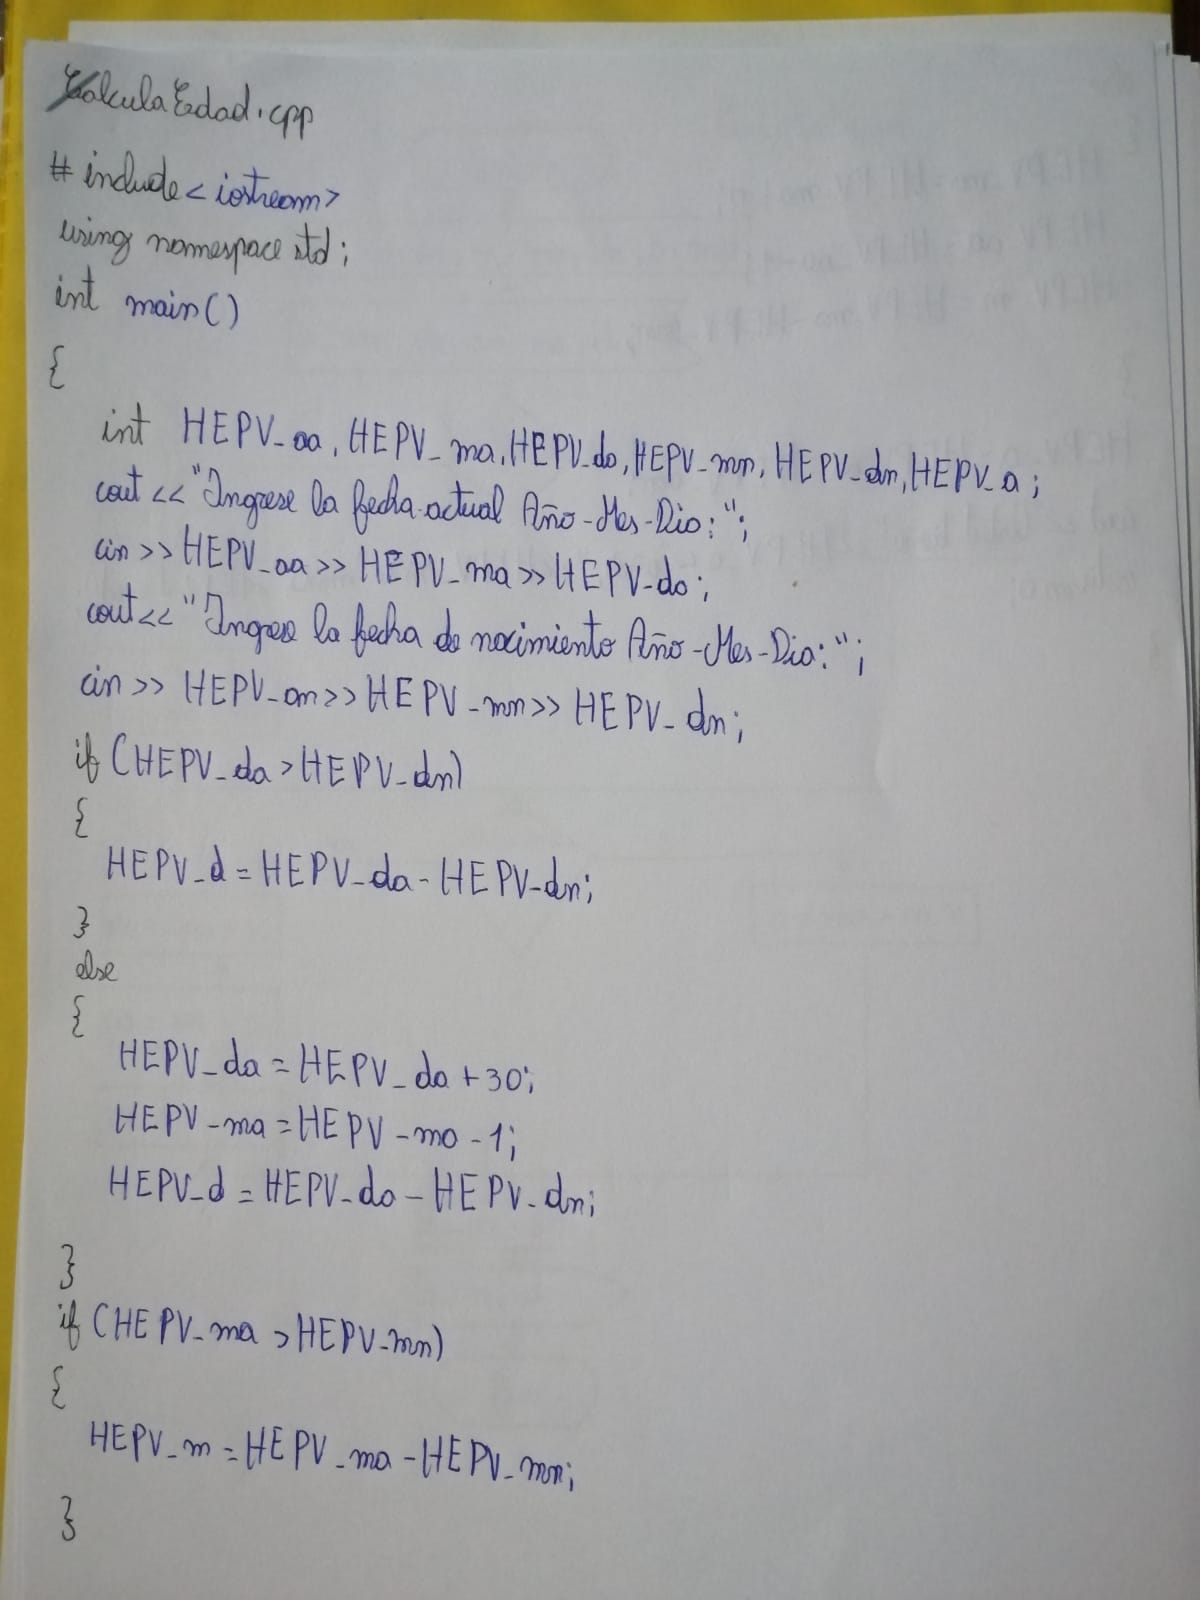 CalculaEdad.cpp
# include <iostream>
using namespace std;
int main()
{
int HEPV_aa, HEPV_ma, HEPV_da, HEPV_mn, HEPV_dn, HEPV_a;
cout << "Ingrese la fecha actual Año-Mes-Dia:";
cin >> HEPV_aa >> HEPV_ma >> HEPV_da;
cout << "Ingrese la fecha de nacimiento Año-Mes-Dia:";
cin >> HEPV_an >> HEPV_mn >> HEPV_dn;
if (HEPV_da > HEPV_dn)
{
HEPV_d = HEPV_da - HEPV_dn;
}
else
{
HEPV_da = HEPV_da + 30;
HEPV_ma = HEPV_ma - 1;
HEPV_d = HEPV_da - HEPV_dn;
}
if (HEPV_ma > HEPV_mn)
{
HEPV_m = HEPV_ma - HEPV_mn;
}